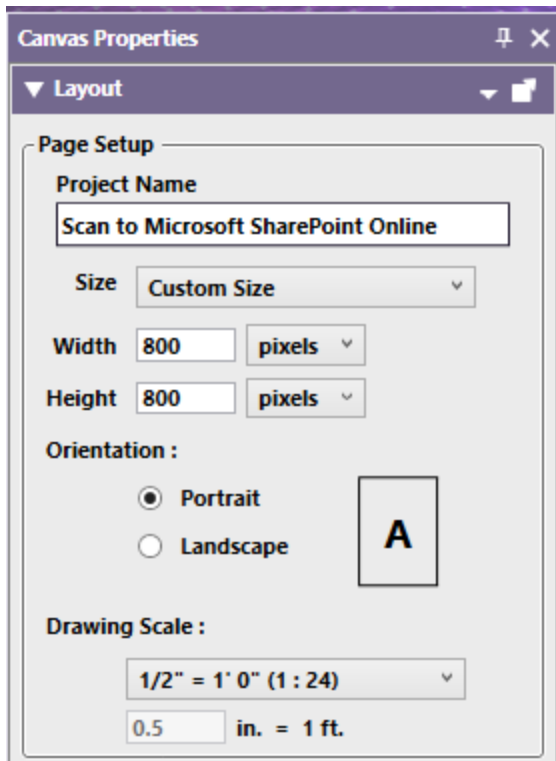 Canvas Properties
Layout
Page Setup
Project Name
Scan to Microsoft SharePoint Online
Size Custom Size
Width 800 pixels
Height 800 pixels
Orientation :
Portrait
A
Landscape
Drawing Scale :
1/2" = 1' 0" (1 : 24)
0.5 in. = 1 ft.